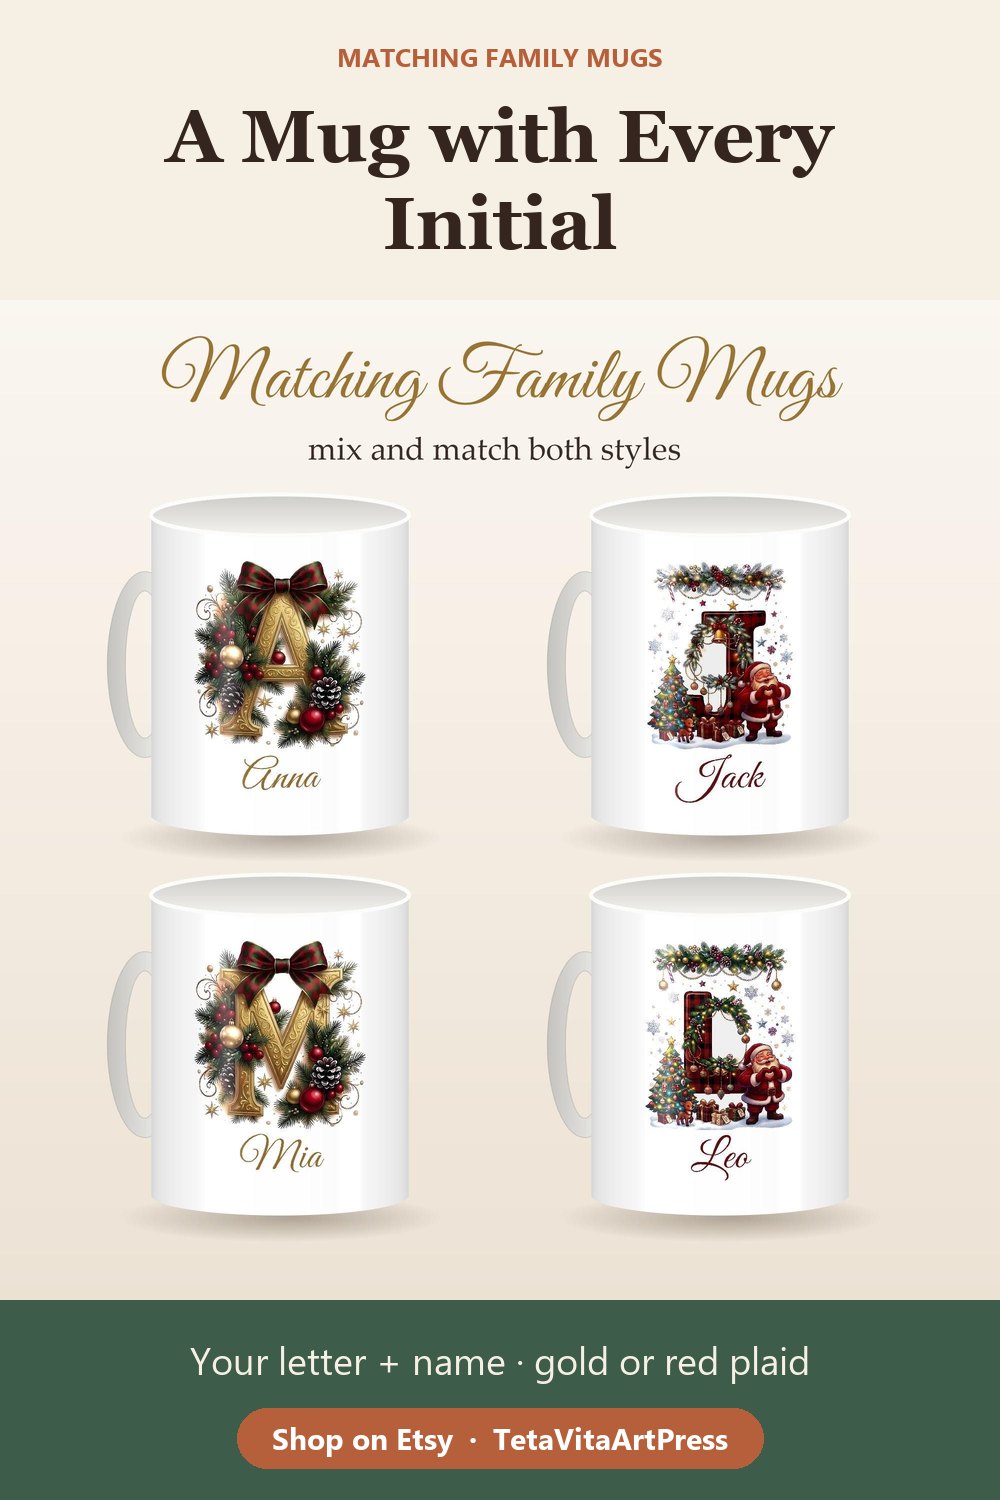 MATCHING FAMILY MUGS
A Mug with Every
Initial
Matching Family Mugs
mix and match both styles
A
Anna
J
Jack
M
Mia
L
Leo
Your letter + name · gold or red plaid
Shop on Etsy · TetaVitaArtPress